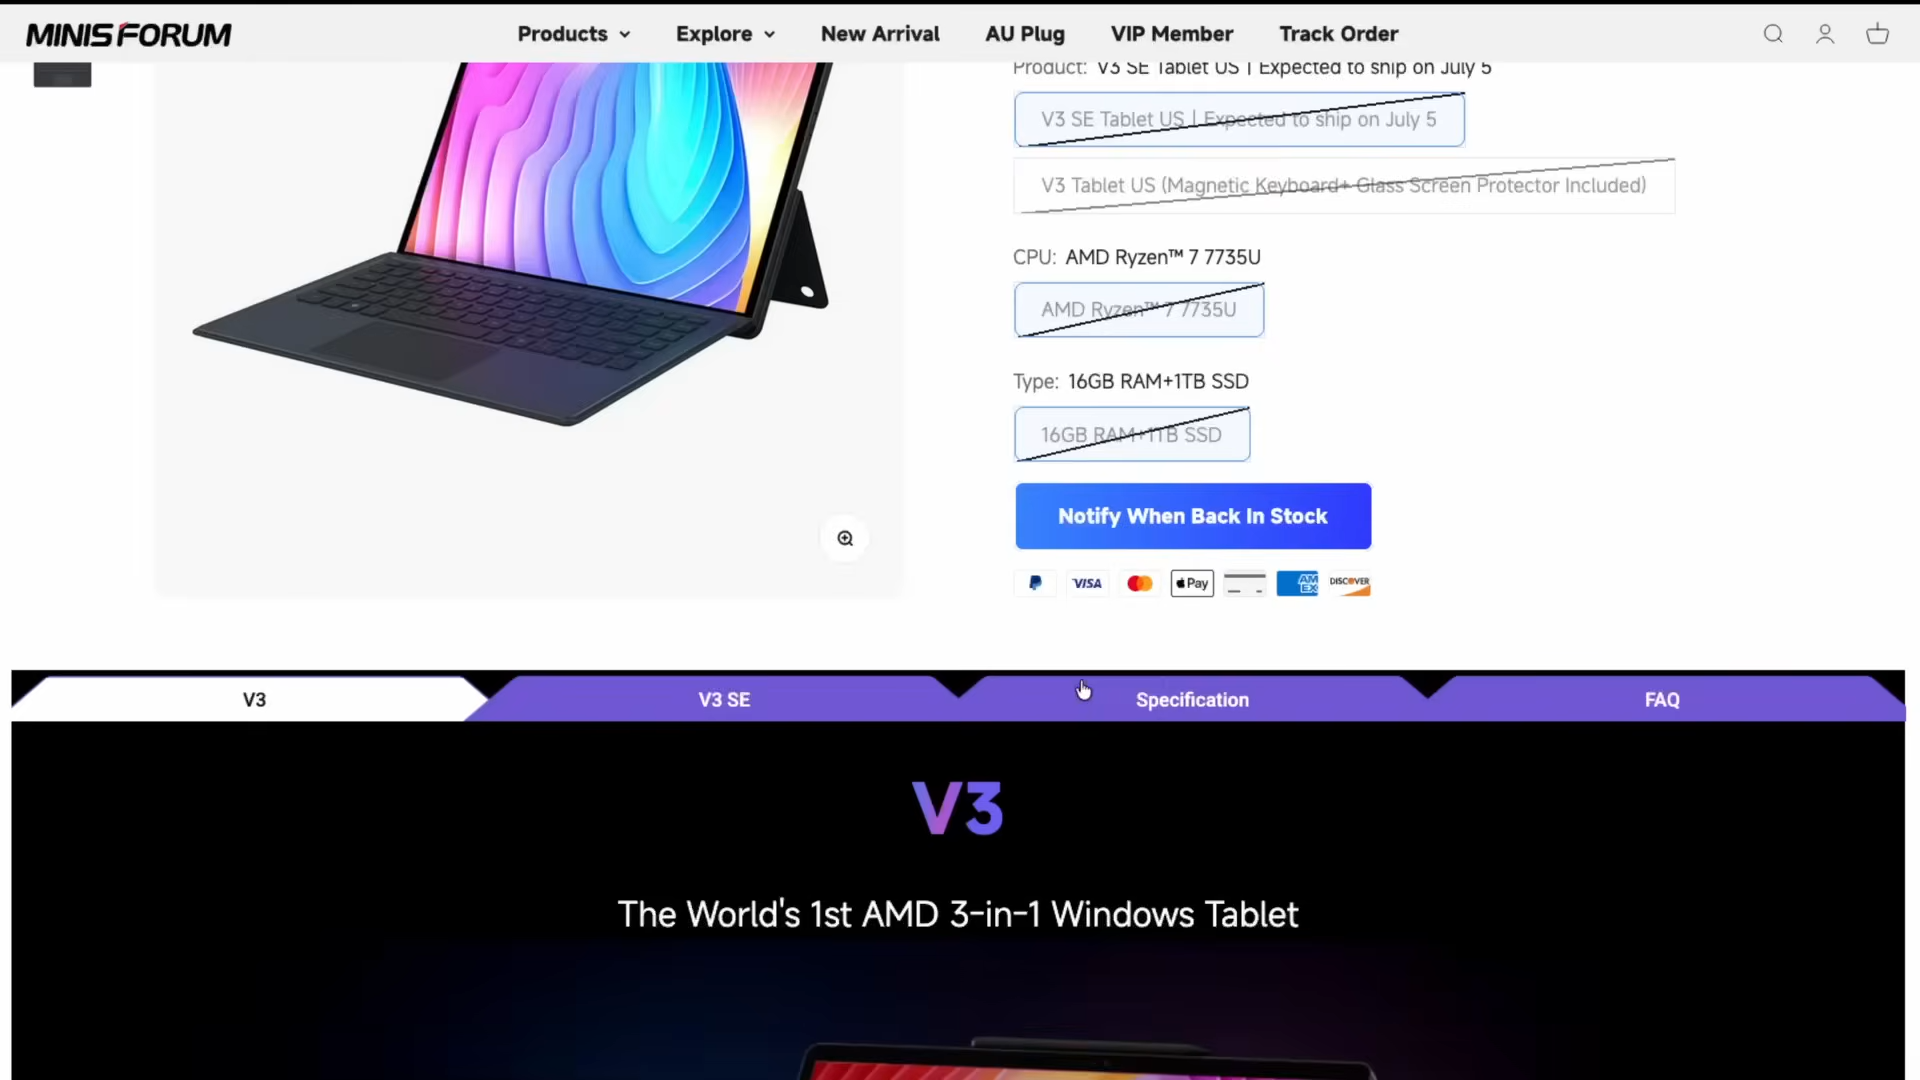 MINISFORUM
Products
Explore
New Arrival
AU Plug
VIP Member
Track Order
Product: V3 SE Tablet US | Expected to ship on July 5
V3 SE Tablet US | Expected to ship on July 5
V3 Tablet US (Magnetic Keyboard+ Glass Screen Protector Included)
CPU: AMD Ryzen™ 7 7735U
AMD Ryzen™ 7 7735U
Type: 16GB RAM+1TB SSD
16GB RAM+1TB SSD
Notify When Back In Stock
VISA
Pay
AM EX
DISCOVER
V3
V3 SE
Specification
FAQ
V3
The World's 1st AMD 3-in-1 Windows Tablet